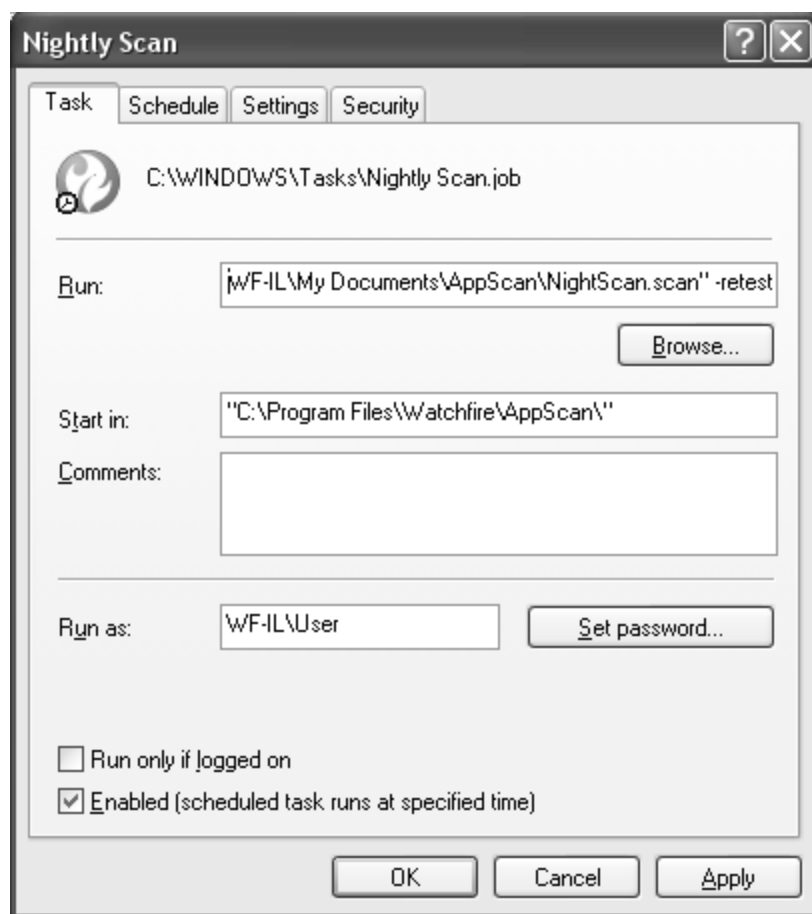 Nightly Scan
Task Schedule Settings Security
C:\WINDOWS\Tasks\Nightly Scan.job
Run: WF-IL\My Documents\AppScan\NightScan.scan" -retest
Browse...
Start in: "C:\Program Files\Watchfire\AppScan\"
Comments:
Run as: WF-IL\User Set password...
Run only if logged on
Enabled (scheduled task runs at specified time)
OK Cancel Apply